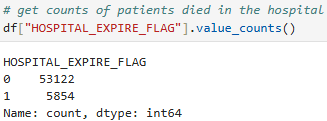 # get counts of patients died in the hospital
df["HOSPITAL_EXPIRE_FLAG"].value_counts()
HOSPITAL_EXPIRE_FLAG
0    53122
1     5854
Name: count, dtype: int64